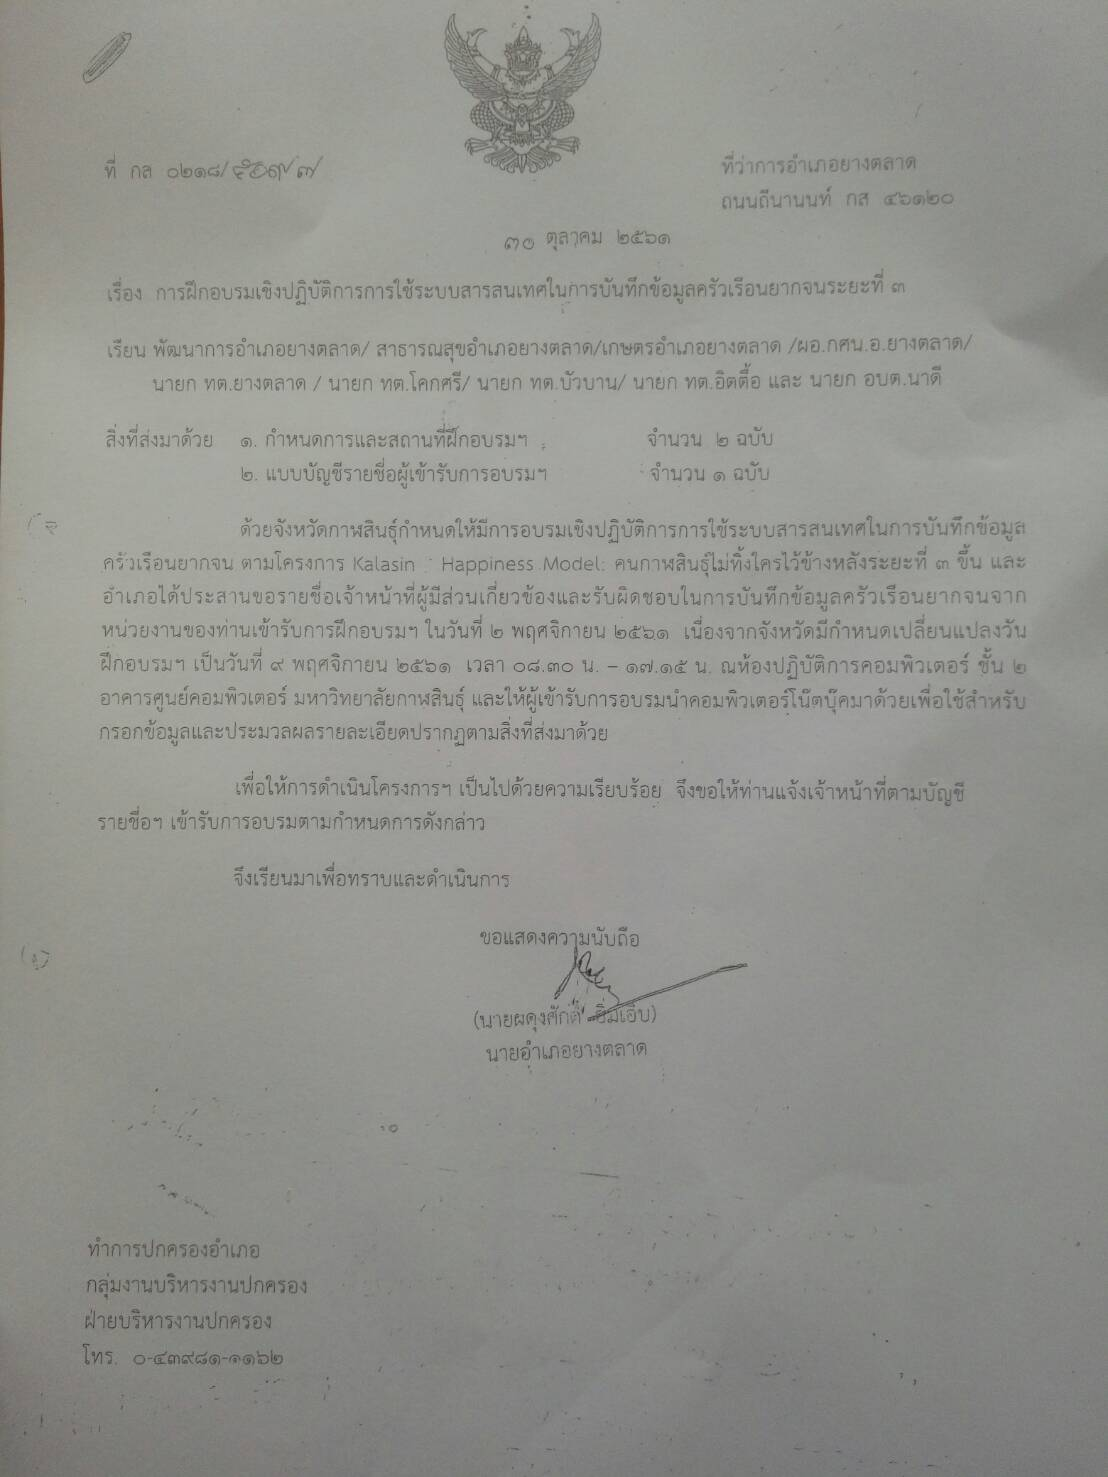 ที่ กส ๐๒๑๘/๕๐๙๗
ที่ว่าการอำเภอยางตลาด
ถนนถีนานนท์ กส ๔๖๑๒๐
๓๐ ตุลาคม ๒๕๖๑
เรื่อง การฝึกอบรมเชิงปฏิบัติการการใช้ระบบสารสนเทศในการบันทึกข้อมูลครัวเรือนยากจนระยะที่ ๓
เรียน พัฒนาการอำเภอยางตลาด/ สาธารณสุขอำเภอยางตลาด/เกษตรอำเภอยางตลาด /ผอ.กศน.อ.ยางตลาด/
นายก ทต.ยางตลาด / นายก ทต.โคกศรี/ นายก ทต.บัวบาน/ นายก ทต.อิตตื้อ และ นายก อบต.นาดี
สิ่งที่ส่งมาด้วย ๑. กำหนดการและสถานที่ฝึกอบรมฯ จำนวน ๒ ฉบับ
๒. แบบบัญชีรายชื่อผู้เข้ารับการอบรมฯ จำนวน ๑ ฉบับ
ด้วยจังหวัดกาฬสินธุ์กำหนดให้มีการอบรมเชิงปฏิบัติการการใช้ระบบสารสนเทศในการบันทึกข้อมูล
ครัวเรือนยากจน ตามโครงการ Kalasin Happiness Model: คนกาฬสินธุ์ไม่ทิ้งใครไว้ข้างหลังระยะที่ ๓ ขึ้น และ
อำเภอได้ประสานขอรายชื่อเจ้าหน้าที่ผู้มีส่วนเกี่ยวข้องและรับผิดชอบในการบันทึกข้อมูลครัวเรือนยากจนจาก
หน่วยงานของท่านเข้ารับการฝึกอบรมฯ ในวันที่ ๒ พฤศจิกายน ๒๕๖๑ เนื่องจากจังหวัดมีกำหนดเปลี่ยนแปลงวัน
ฝึกอบรมฯ เป็นวันที่ ๙ พฤศจิกายน ๒๕๖๑ เวลา ๐๘.๓๐ น. – ๑๗.๑๕ น. ณห้องปฏิบัติการคอมพิวเตอร์ ชั้น ๒
อาคารศูนย์คอมพิวเตอร์ มหาวิทยาลัยกาฬสินธุ์ และให้ผู้เข้ารับการอบรมนำคอมพิวเตอร์โน๊ตบุ๊คมาด้วยเพื่อใช้สำหรับ
กรอกข้อมูลและประมวลผลรายละเอียดปรากฏตามสิ่งที่ส่งมาด้วย
เพื่อให้การดำเนินโครงการฯ เป็นไปด้วยความเรียบร้อย จึงขอให้ท่านแจ้งเจ้าหน้าที่ตามบัญชี
รายชื่อฯ เข้ารับการอบรมตามกำหนดการดังกล่าว
จึงเรียนมาเพื่อทราบและดำเนินการ
ขอแสดงความนับถือ
(นายผดุงศักดิ์ อิ่มเอิบ)
นายอำเภอยางตลาด
ทำการปกครองอำเภอ
กลุ่มงานบริหารงานปกครอง
ฝ่ายบริหารงานปกครอง
โทร. ๐-๔๓๘๙๑-๑๑๖๒